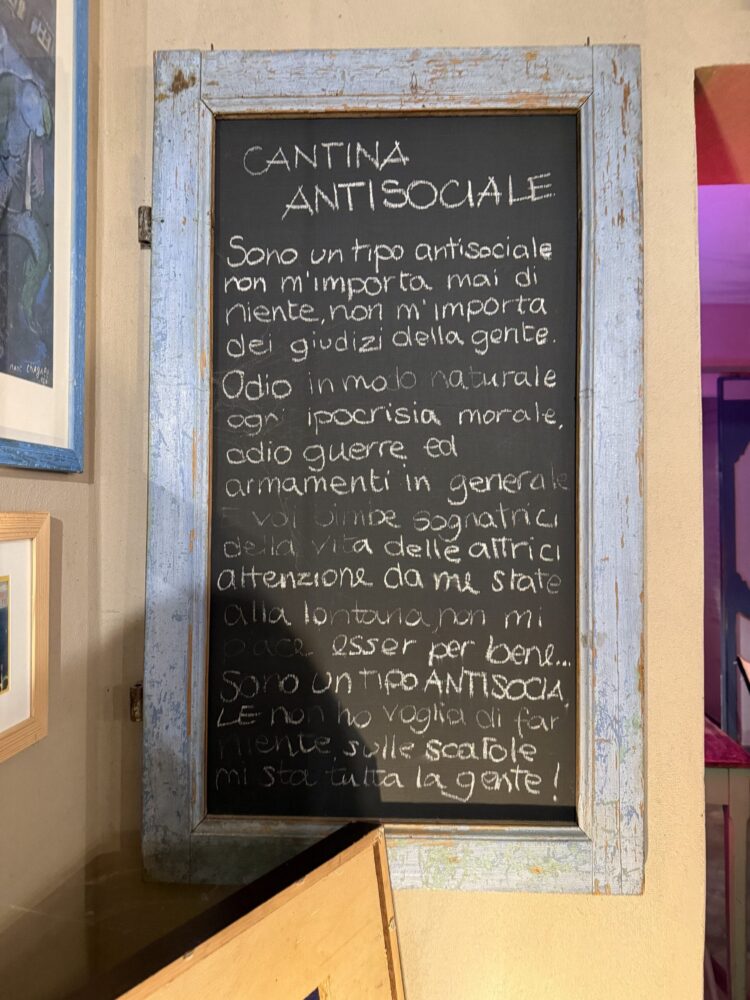 CANTINA
ANTISOCIALE
Sono un tipo antisociale
non m'importa mai di
niente, non m'importa
dei giudizi della gente.
Odio in modo naturale
ogni ipocrisia morale,
odio guerre ed
armamenti in generale
E voi bimbe sognatrici
della vita delle attrici
attenzione da me state
alla lontana, non mi
piace esser per bene...
SONO UN TIPO ANTISOCIA,
LE non ho voglia di far
niente sulle scatole
mi sta tutta la gente!
marc chagall